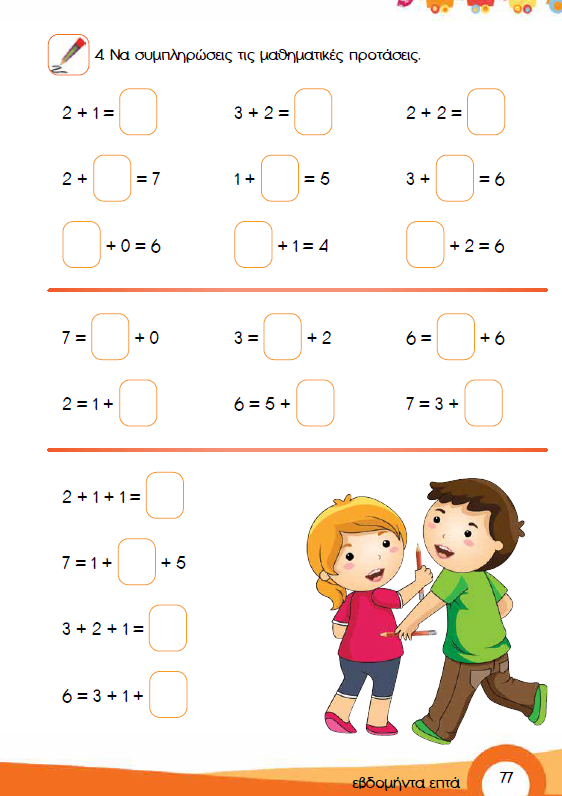 4. Να συμπληρώσεις τις μαθηματικές προτάσεις.
2 + 1 = 3 + 2 = 2 + 2 =
2 + = 7 1 + = 5 3 + = 6
+ 0 = 6 + 1 = 4 + 2 = 6
7 = + 0 3 = + 2 6 = + 6
2 = 1 + 6 = 5 + 7 = 3 +
2 + 1 + 1 =
7 = 1 + + 5
3 + 2 + 1 =
6 = 3 + 1 +
εβδομήντα επτά 77